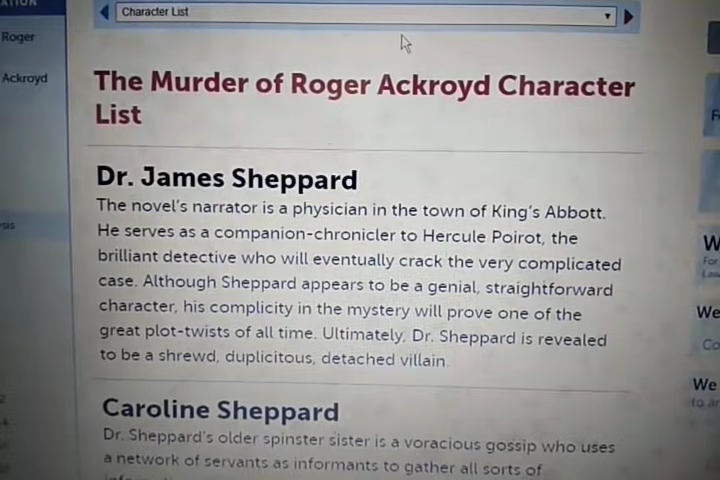 Character List
Roger
Ackroyd
The Murder of Roger Ackroyd Character
List
Dr. James Sheppard
The novel's narrator is a physician in the town of King's Abbott.
He serves as a companion-chronicler to Hercule Poirot, the
brilliant detective who will eventually crack the very complicated
case. Although Sheppard appears to be a genial, straightforward
character, his complicity in the mystery will prove one of the
great plot-twists of all time. Ultimately, Dr. Sheppard is revealed
to be a shrewd, duplicitous, detached villain.
We
We
Caroline Sheppard
Dr. Sheppard's older spinster sister is a voracious gossip who uses
a network of servants as informants to gather all sorts of